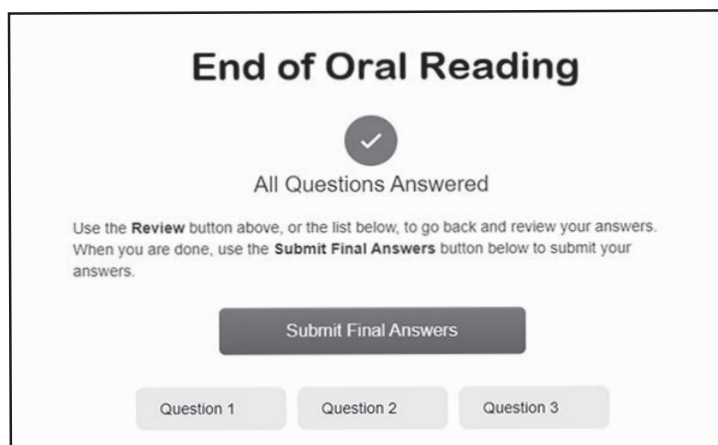 End of Oral Reading
All Questions Answered
Use the Review button above, or the list below, to go back and review your answers.
When you are done, use the Submit Final Answers button below to submit your
answers.
Submit Final Answers
Question 1 Question 2 Question 3